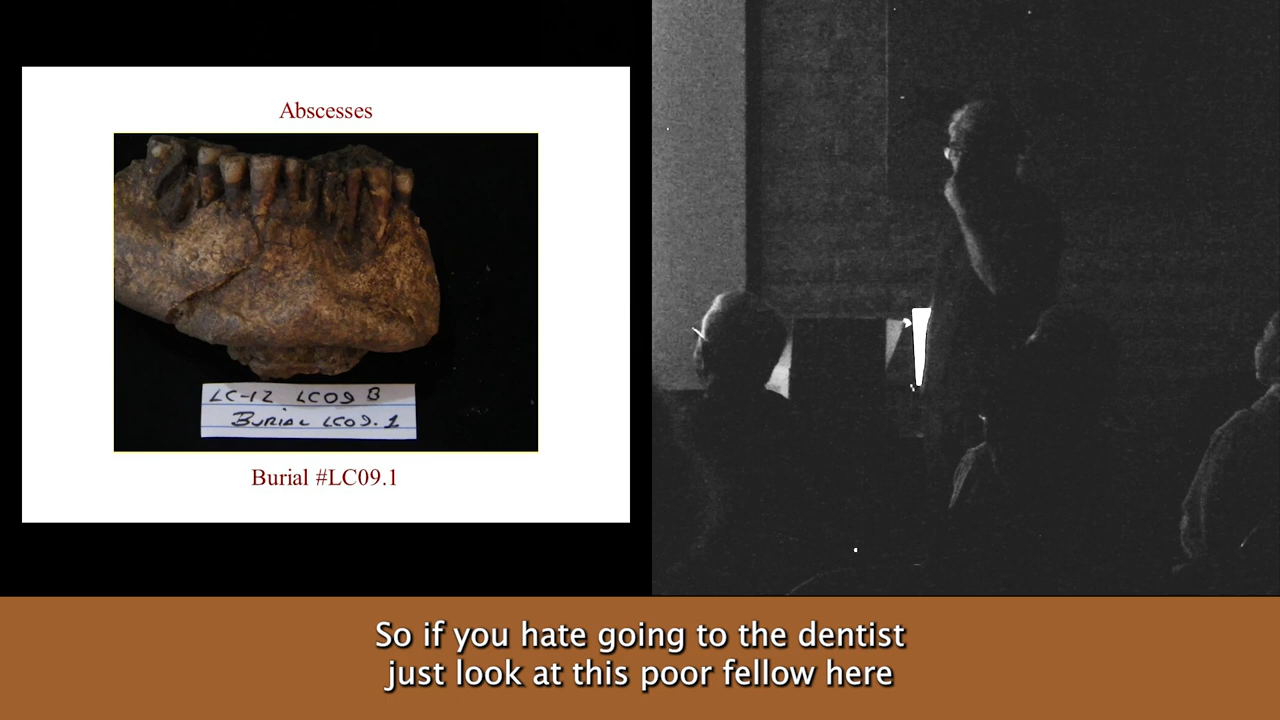 Abscesses
LC-12 LC09 B
Burial LC09.1
Burial #LC09.1
So if you hate going to the dentist
just look at this poor fellow here